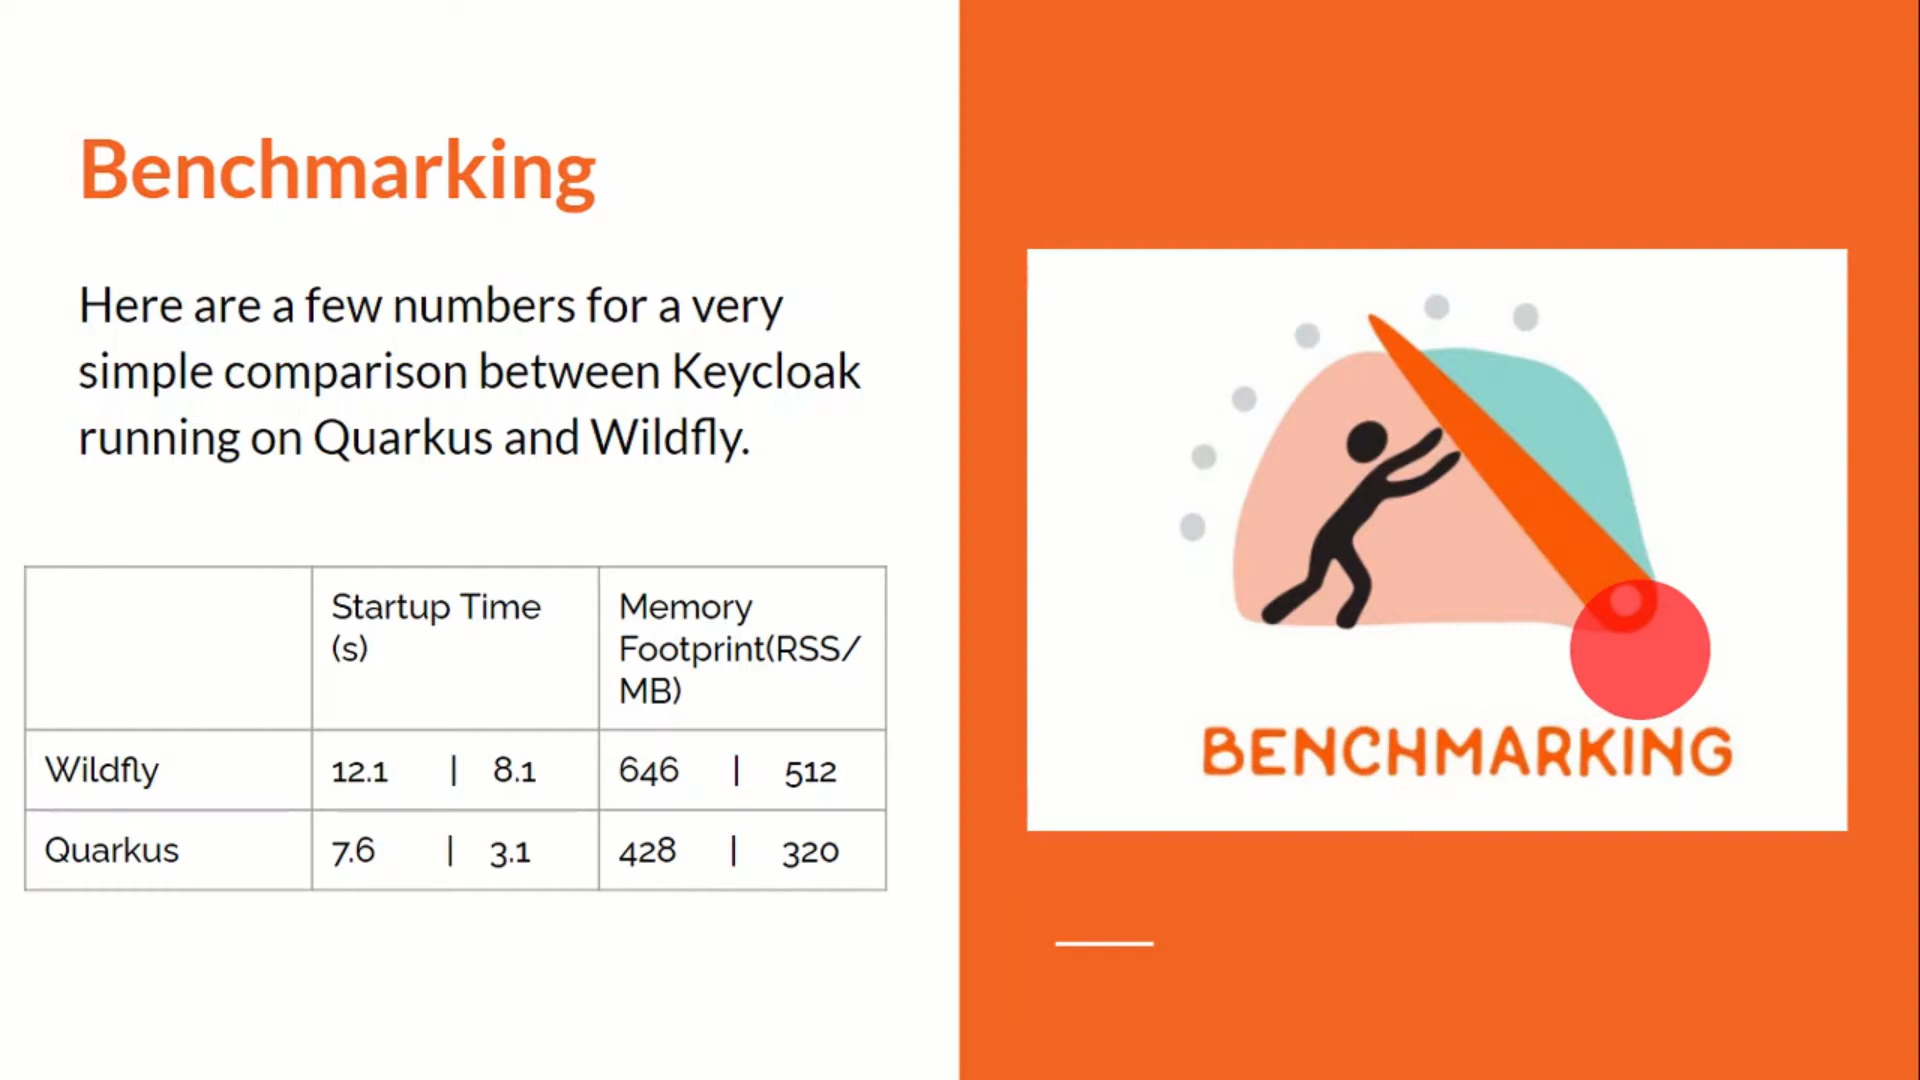 Benchmarking
Here are a few numbers for a very
simple comparison between Keycloak
running on Quarkus and Wildfly.
Startup Time
(s)
Memory
Footprint(RSS/
MB)
Wildfly 12.1 | 8.1 646 | 512
Quarkus 7.6 | 3.1 428 | 320
BENCHMARKING